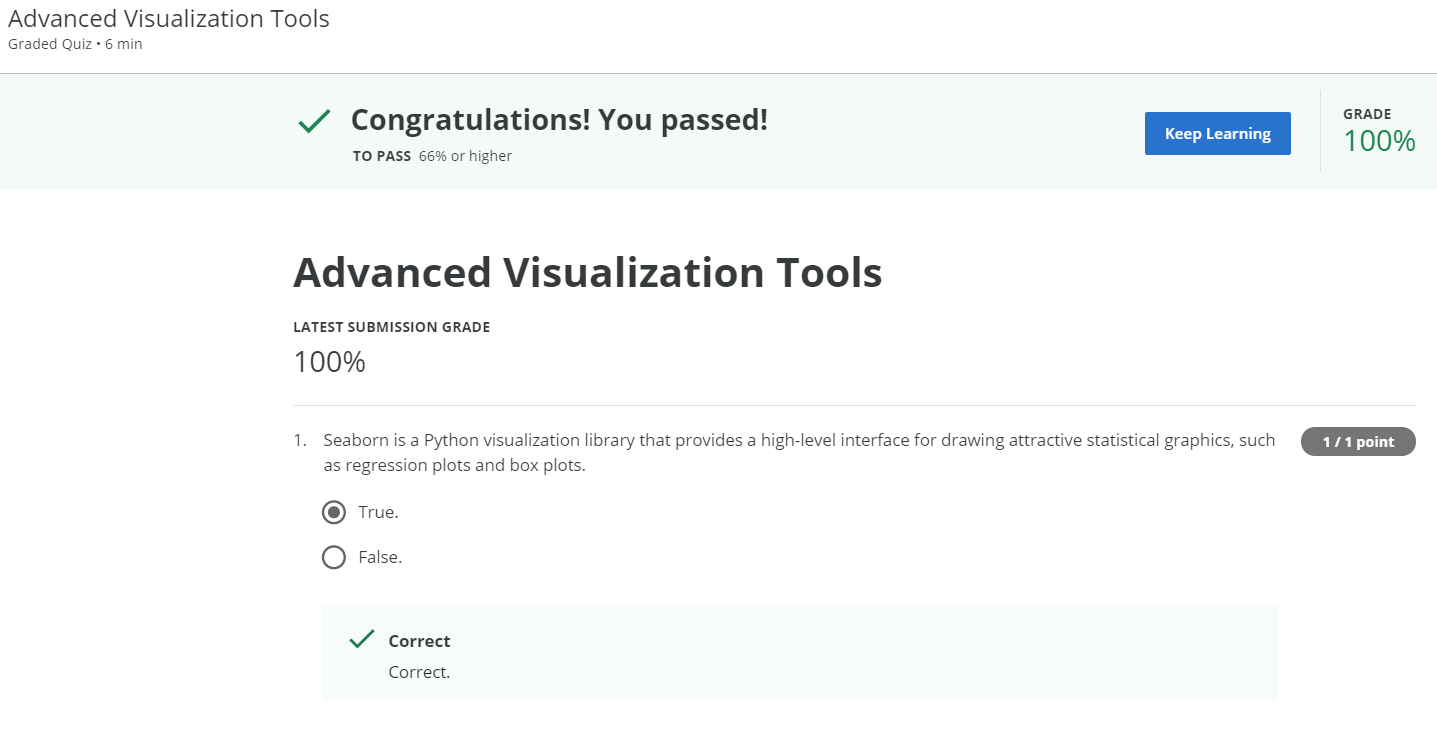 Advanced Visualization Tools
Graded Quiz • 6 min
Congratulations! You passed!
TO PASS 66% or higher
Keep Learning
GRADE
100%
Advanced Visualization Tools
LATEST SUBMISSION GRADE
100%
1. Seaborn is a Python visualization library that provides a high-level interface for drawing attractive statistical graphics, such
as regression plots and box plots.
1 / 1 point
True.
False.
Correct
Correct.